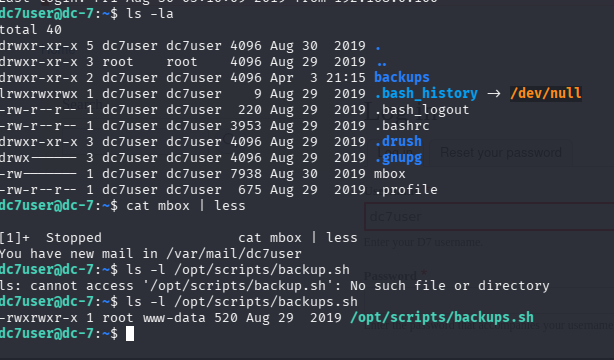 dc7user@dc-7:~$ ls -la
total 40
drwxr-xr-x 5 dc7user dc7user 4096 Aug 30  2019 .
drwxr-xr-x 3 root    root    4096 Aug 29  2019 ..
drwxr-xr-x 2 dc7user dc7user 4096 Apr  3 21:15 backups
lrwxrwxrwx 1 dc7user dc7user    9 Aug 29  2019 .bash_history → /dev/null
-rw-r--r-- 1 dc7user dc7user  220 Aug 29  2019 .bash_logout
-rw-r--r-- 1 dc7user dc7user 3953 Aug 29  2019 .bashrc
drwxr-xr-x 3 dc7user dc7user 4096 Aug 29  2019 .drush
drwx------ 3 dc7user dc7user 4096 Aug 29  2019 .gnupg
-rw------- 1 dc7user dc7user 7938 Aug 30  2019 mbox
-rw-r--r-- 1 dc7user dc7user  675 Aug 29  2019 .profile
dc7user@dc-7:~$ cat mbox | less
[1]+  Stopped                 cat mbox | less
You have new mail in /var/mail/dc7user
dc7user@dc-7:~$ ls -l /opt/scripts/backup.sh
ls: cannot access '/opt/scripts/backup.sh': No such file or directory
dc7user@dc-7:~$ ls -l /opt/scripts/backups.sh
-rwxrwxr-x 1 root www-data 520 Aug 29  2019 /opt/scripts/backups.sh
dc7user@dc-7:~$
Reset your password
dc7user
Enter your D7 username
Password *